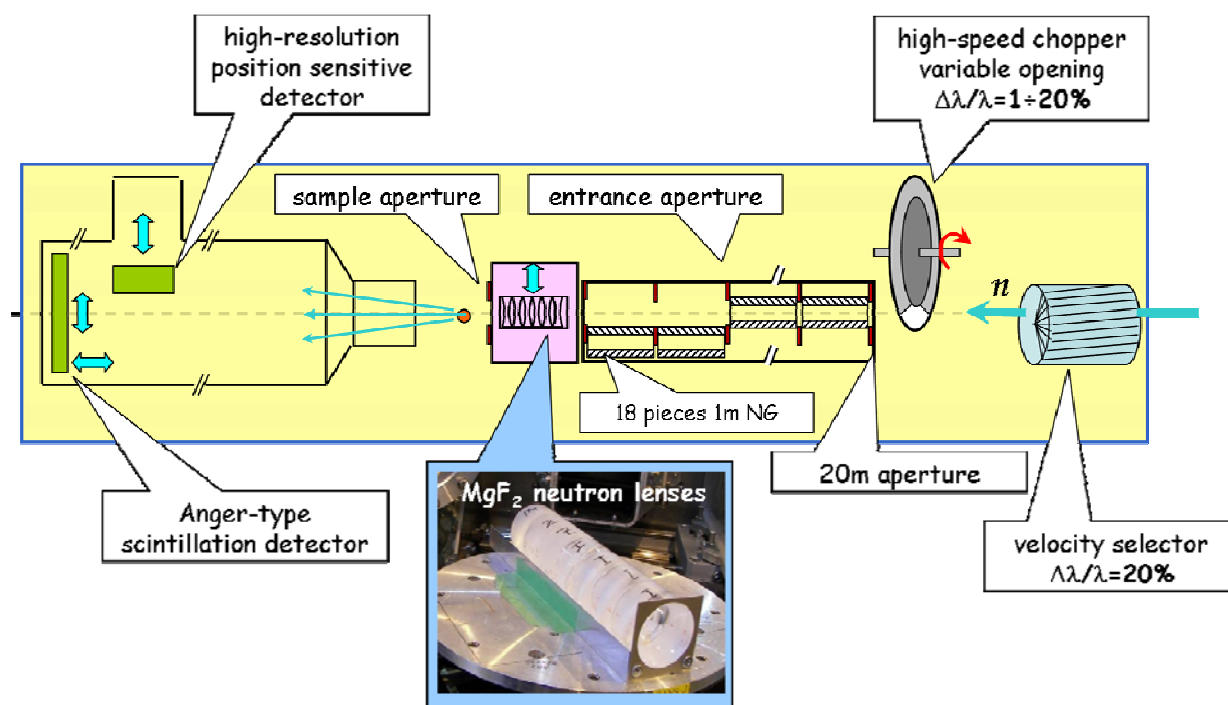 high-resolution
position sensitive
detector
high-speed chopper
variable opening
Δλ/λ=1÷20%
sample aperture
entrance aperture
n
18 pieces 1m NG
20m aperture
MgF₂ neutron lenses
Anger-type
scintillation detector
velocity selector
Δλ/λ=20%